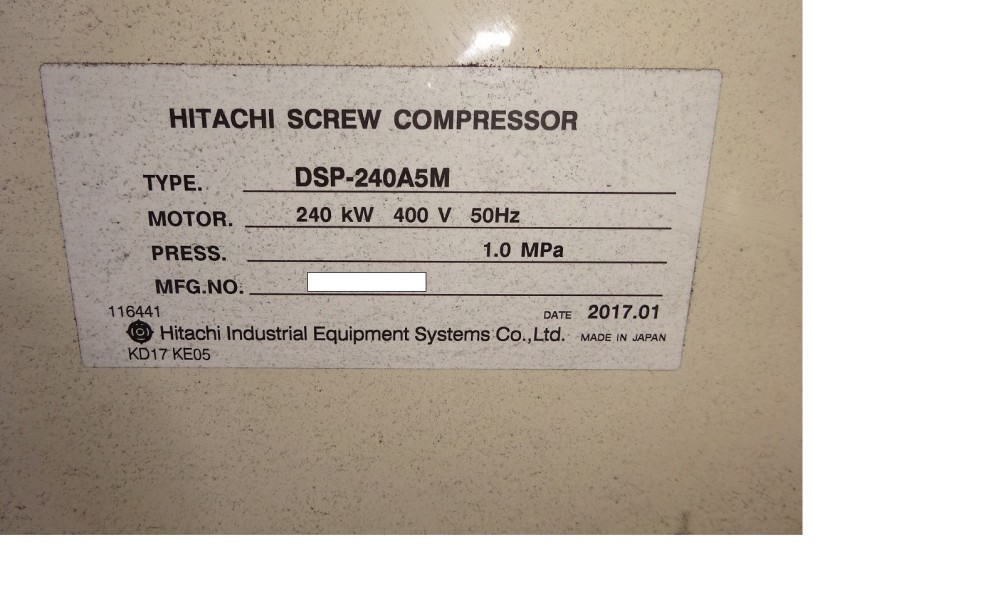 HITACHI SCREW COMPRESSOR
TYPE. DSP-240A5M
MOTOR. 240 kW 400 V 50Hz
PRESS. 1.0 MPa
MFG.NO.
116441 DATE 2017.01
Hitachi Industrial Equipment Systems Co.,Ltd. MADE IN JAPAN
KD17 KE05